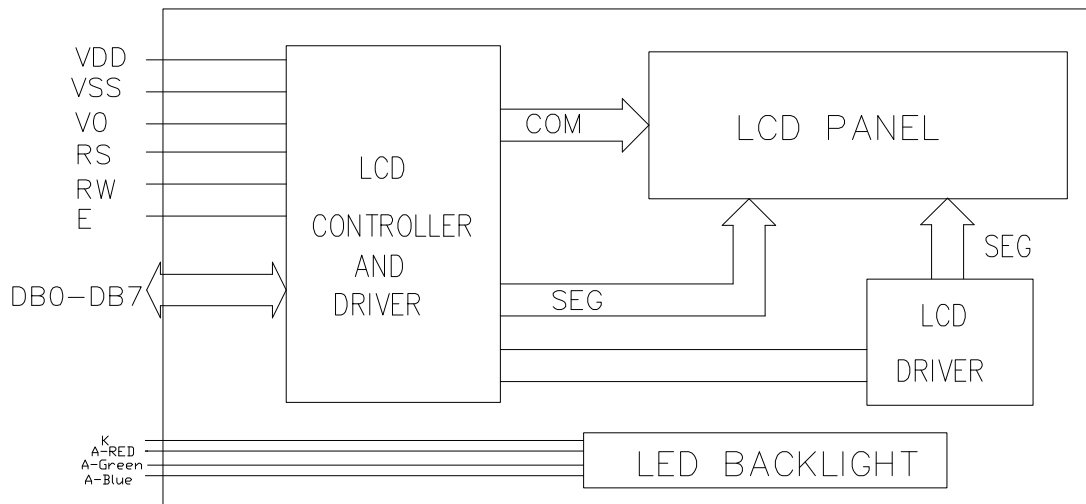 VDD
VSS
VO
RS
RW
E
DB0-DB7
LCD
CONTROLLER
AND
DRIVER
COM
SEG
LCD PANEL
SEG
LCD
DRIVER
K
A-RED
A-Green
A-Blue
LED BACKLIGHT